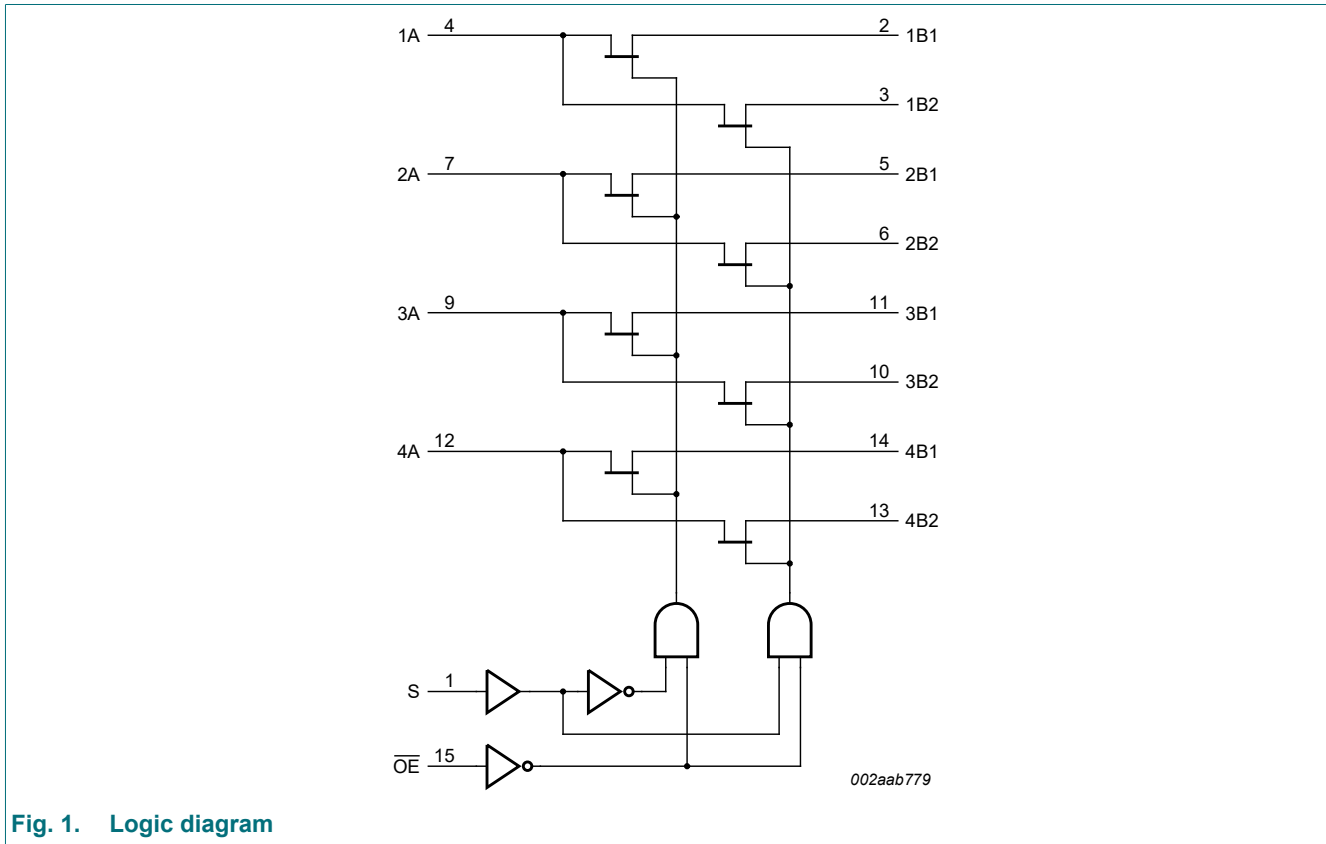 1A 4 2 1B1
3 1B2
2A 7 5 2B1
6 2B2
3A 9 11 3B1
10 3B2
4A 12 14 4B1
13 4B2
S 1
O̅E̅ 15
002aab779
Fig. 1. Logic diagram